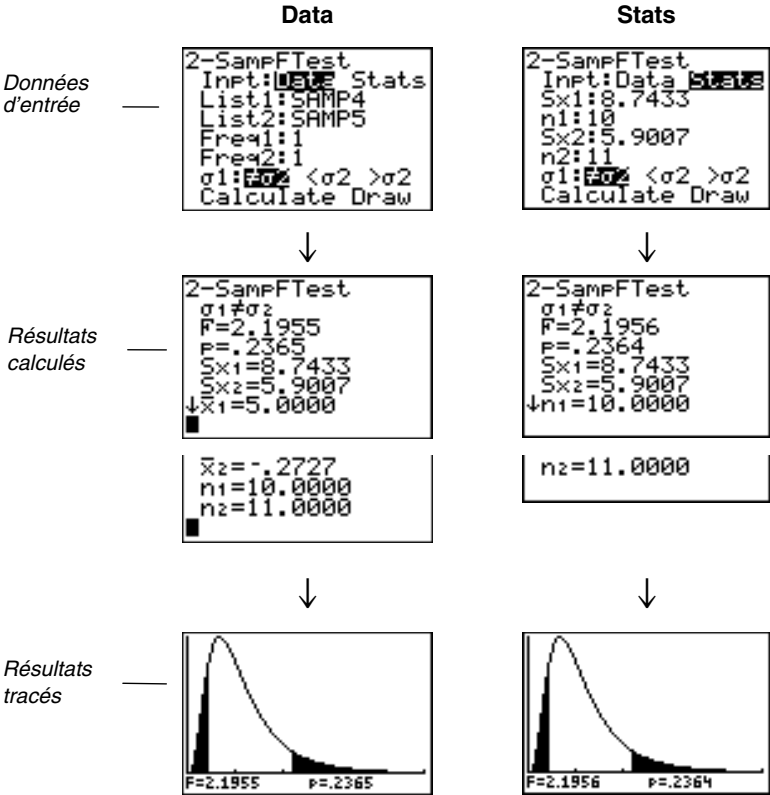 Data
Stats
Données
d'entrée
2-SampFTest
Inpt:Data Stats
List1:SAMP4
List2:SAMP5
Freq1:1
Freq2:1
σ1:≠σ2 <σ2 >σ2
Calculate Draw
2-SampFTest
Inpt:Data Stats
Sx1:8.7433
n1:10
Sx2:5.9007
n2:11
σ1:≠σ2 <σ2 >σ2
Calculate Draw
↓
↓
Résultats
calculés
2-SampFTest
σ1≠σ2
F=2.1955
p=.2365
Sx1=8.7433
Sx2=5.9007
↓x̄1=5.0000
x̄2=-.2727
n1=10.0000
n2=11.0000
2-SampFTest
σ1≠σ2
F=2.1956
p=.2364
Sx1=8.7433
Sx2=5.9007
↓n1=10.0000
n2=11.0000
↓
↓
Résultats
tracés
F=2.1955 p=.2365
F=2.1956 p=.2364